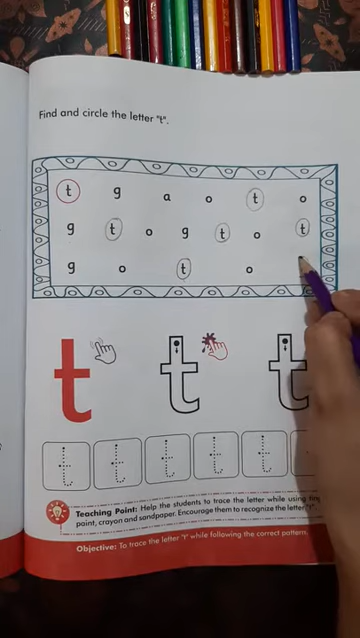 Find and circle the letter "t".
t g a o t o
g t o g t o t
g o t o
t t t
t t t t t
Teaching Point: Help the students to trace the letter while using
paint, crayon and sandpaper. Encourage them to recognize the letter "t".
Objective: To trace the letter 't' while following the correct pattern.